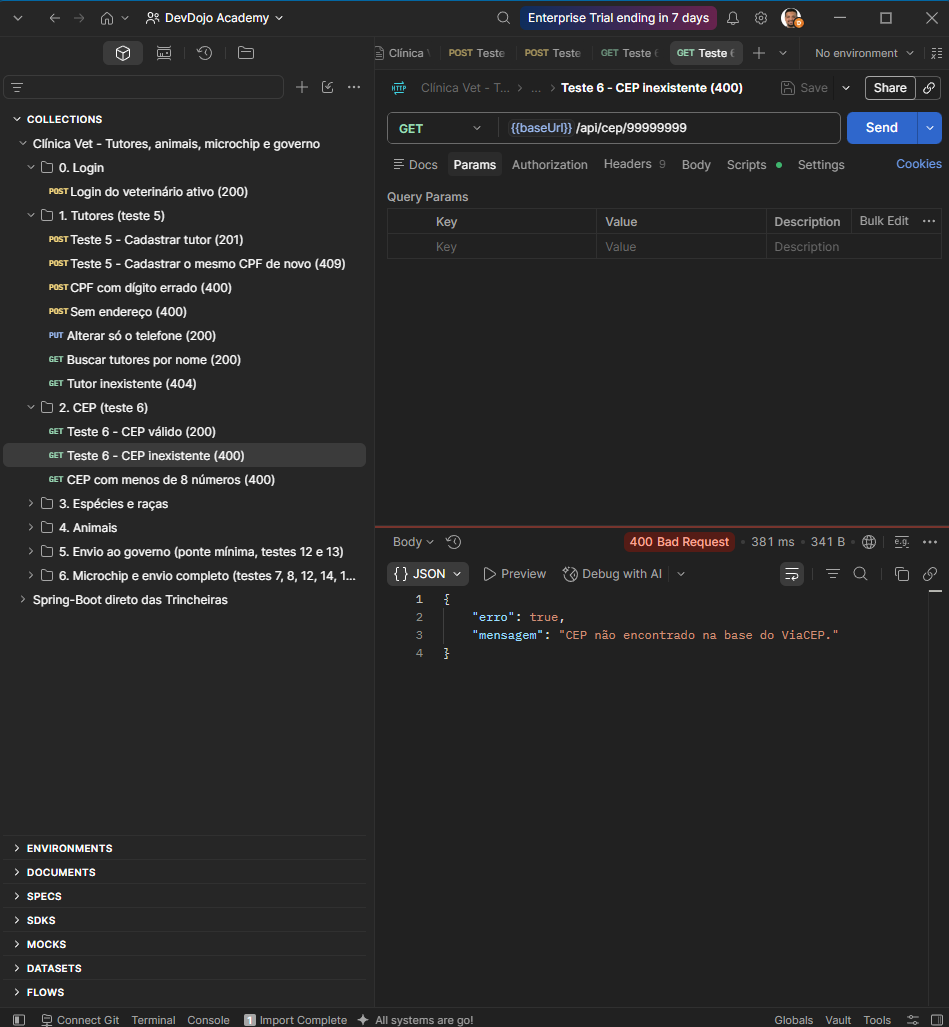 DevDojo Academy
Enterprise Trial ending in 7 days
Clínica
POST Teste
POST Teste
GET Teste
GET Teste 6
No environment
COLLECTIONS
Clínica Vet - Tutores, animais, microchip e governo
0. Login
POST Login do veterinário ativo (200)
1. Tutores (teste 5)
POST Teste 5 - Cadastrar tutor (201)
POST Teste 5 - Cadastrar o mesmo CPF de novo (409)
POST CPF com dígito errado (400)
POST Sem endereço (400)
PUT Alterar só o telefone (200)
GET Buscar tutores por nome (200)
GET Tutor inexistente (404)
2. CEP (teste 6)
GET Teste 6 - CEP válido (200)
GET Teste 6 - CEP inexistente (400)
GET CEP com menos de 8 números (400)
3. Espécies e raças
4. Animais
5. Envio ao governo (ponte mínima, testes 12 e 13)
6. Microchip e envio completo (testes 7, 8, 12, 14, 1...
Spring-Boot direto das Trincheiras
ENVIRONMENTS
DOCUMENTS
SPECS
SDKS
MOCKS
DATASETS
FLOWS
HTTP Clínica Vet - T... > ... > Teste 6 - CEP inexistente (400)
Save
Share
GET
{{baseUrl}} /api/cep/99999999
Send
Docs Params Authorization Headers 9 Body Scripts Settings Cookies
Query Params
Key Value Description Bulk Edit
Key Value Description
Body
400 Bad Request • 381 ms • 341 B
e.g.
{} JSON Preview Debug with AI
1 {
2 "erro": true,
3 "mensagem": "CEP não encontrado na base do ViaCEP."
4 }
Connect Git Terminal Console 1 Import Complete All systems are go! Globals Vault Tools